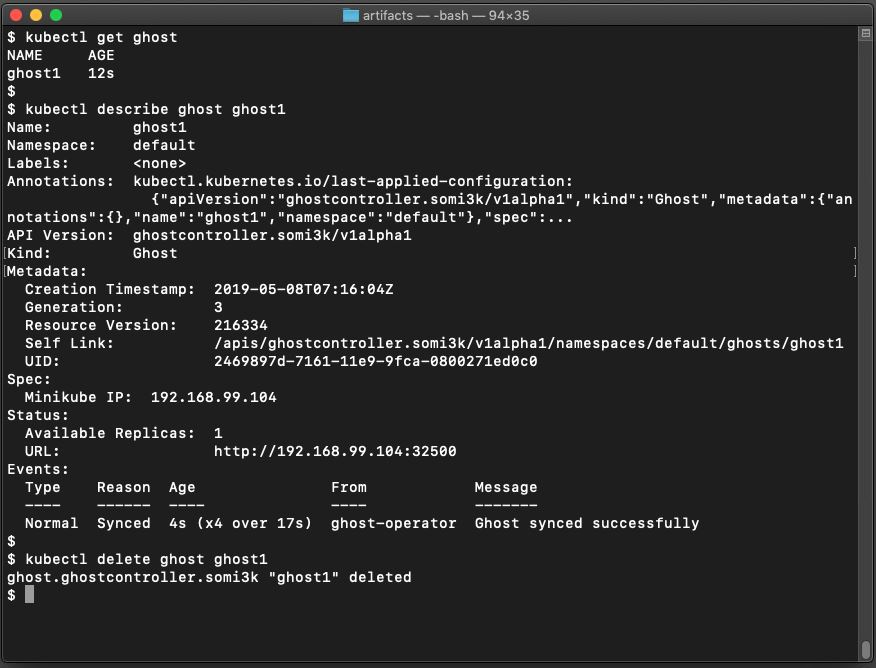 artifacts — -bash — 94×35
$ kubectl get ghost
NAME     AGE
ghost1   12s
$
$ kubectl describe ghost ghost1
Name:         ghost1
Namespace:    default
Labels:       <none>
Annotations:  kubectl.kubernetes.io/last-applied-configuration:
                {"apiVersion":"ghostcontroller.somi3k/v1alpha1","kind":"Ghost","metadata":{"an
notations":{},"name":"ghost1","namespace":"default"},"spec":...
API Version:  ghostcontroller.somi3k/v1alpha1
[Kind:         Ghost ]
[Metadata: ]
  Creation Timestamp:  2019-05-08T07:16:04Z
  Generation:          3
  Resource Version:    216334
  Self Link:           /apis/ghostcontroller.somi3k/v1alpha1/namespaces/default/ghosts/ghost1
  UID:                 2469897d-7161-11e9-9fca-0800271ed0c0
Spec:
  Minikube IP:  192.168.99.104
Status:
  Available Replicas:  1
  URL:                 http://192.168.99.104:32500
Events:
  Type    Reason  Age                From            Message
  ----    ------  ----               ----            -------
  Normal  Synced  4s (x4 over 17s)  ghost-operator  Ghost synced successfully
$
$ kubectl delete ghost ghost1
ghost.ghostcontroller.somi3k "ghost1" deleted
$